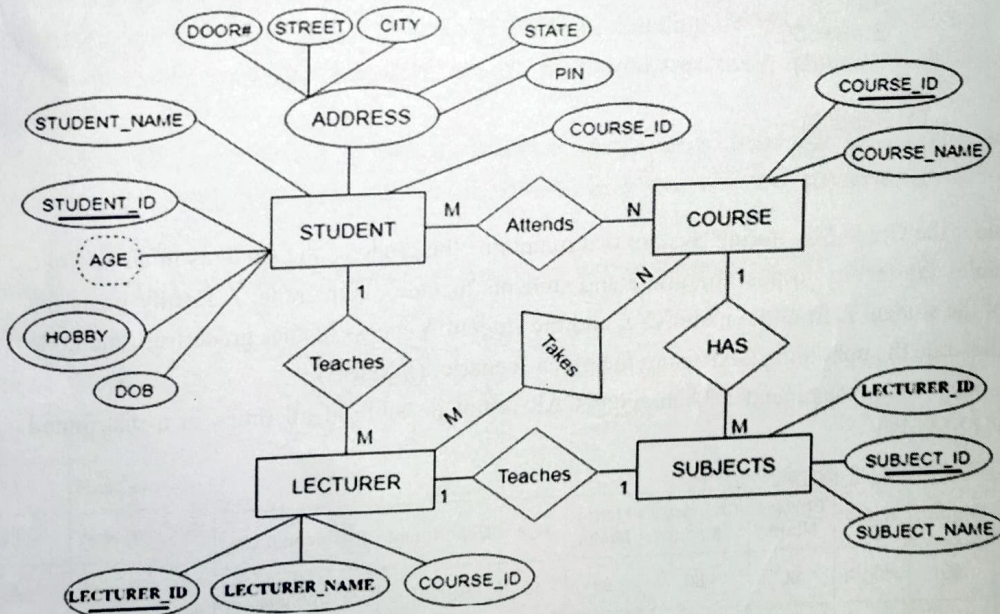 DOOR#
STREET
CITY
STATE
PIN
ADDRESS
STUDENT_NAME
COURSE_ID
COURSE_ID
COURSE_NAME
STUDENT_ID
STUDENT
M
Attends
N
COURSE
AGE
HOBBY
DOB
1
Teaches
M
N
Takes
M
1
HAS
M
LECTURER_ID
LECTURER
1
Teaches
1
SUBJECTS
SUBJECT_ID
SUBJECT_NAME
LECTURER_ID
LECTURER_NAME
COURSE_ID